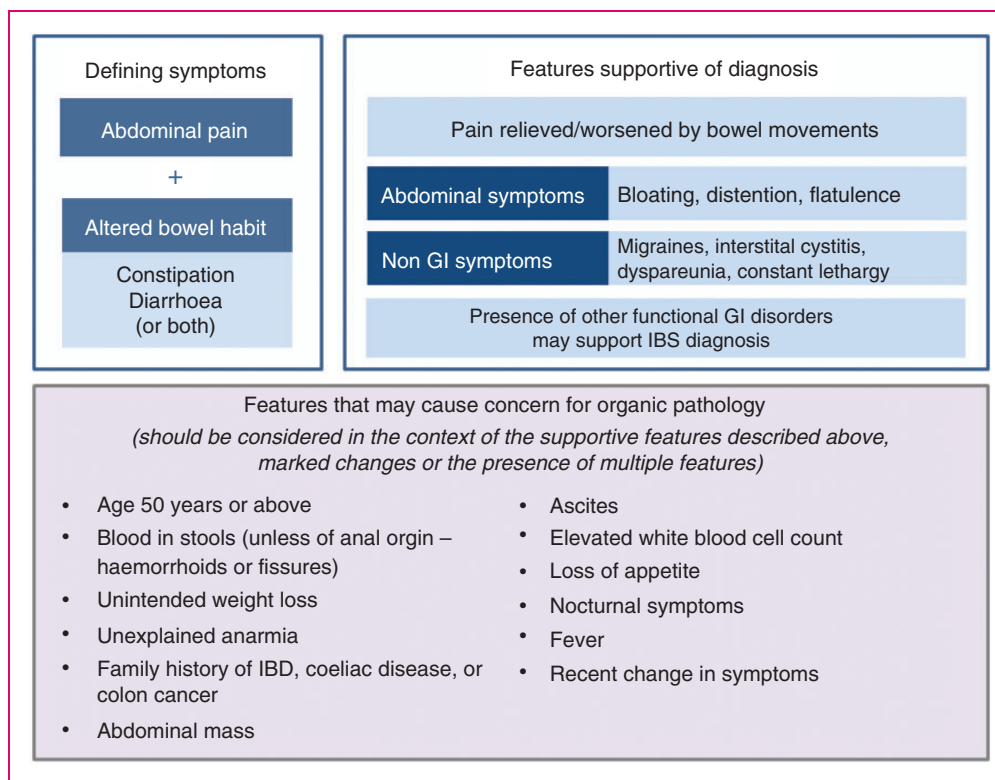 Defining symptoms
Abdominal pain
+
Altered bowel habit
Constipation
Diarrhoea
(or both)
Features supportive of diagnosis
Pain relieved/worsened by bowel movements
Abdominal symptoms
Bloating, distention, flatulence
Non GI symptoms
Migraines, interstital cystitis,
dyspareunia, constant lethargy
Presence of other functional GI disorders
may support IBS diagnosis
Features that may cause concern for organic pathology
(should be considered in the context of the supportive features described above,
marked changes or the presence of multiple features)
• Age 50 years or above
• Blood in stools (unless of anal orgin –
haemorrhoids or fissures)
• Unintended weight loss
• Unexplained anarmia
• Family history of IBD, coeliac disease, or
colon cancer
• Abdominal mass
• Ascites
• Elevated white blood cell count
• Loss of appetite
• Nocturnal symptoms
• Fever
• Recent change in symptoms